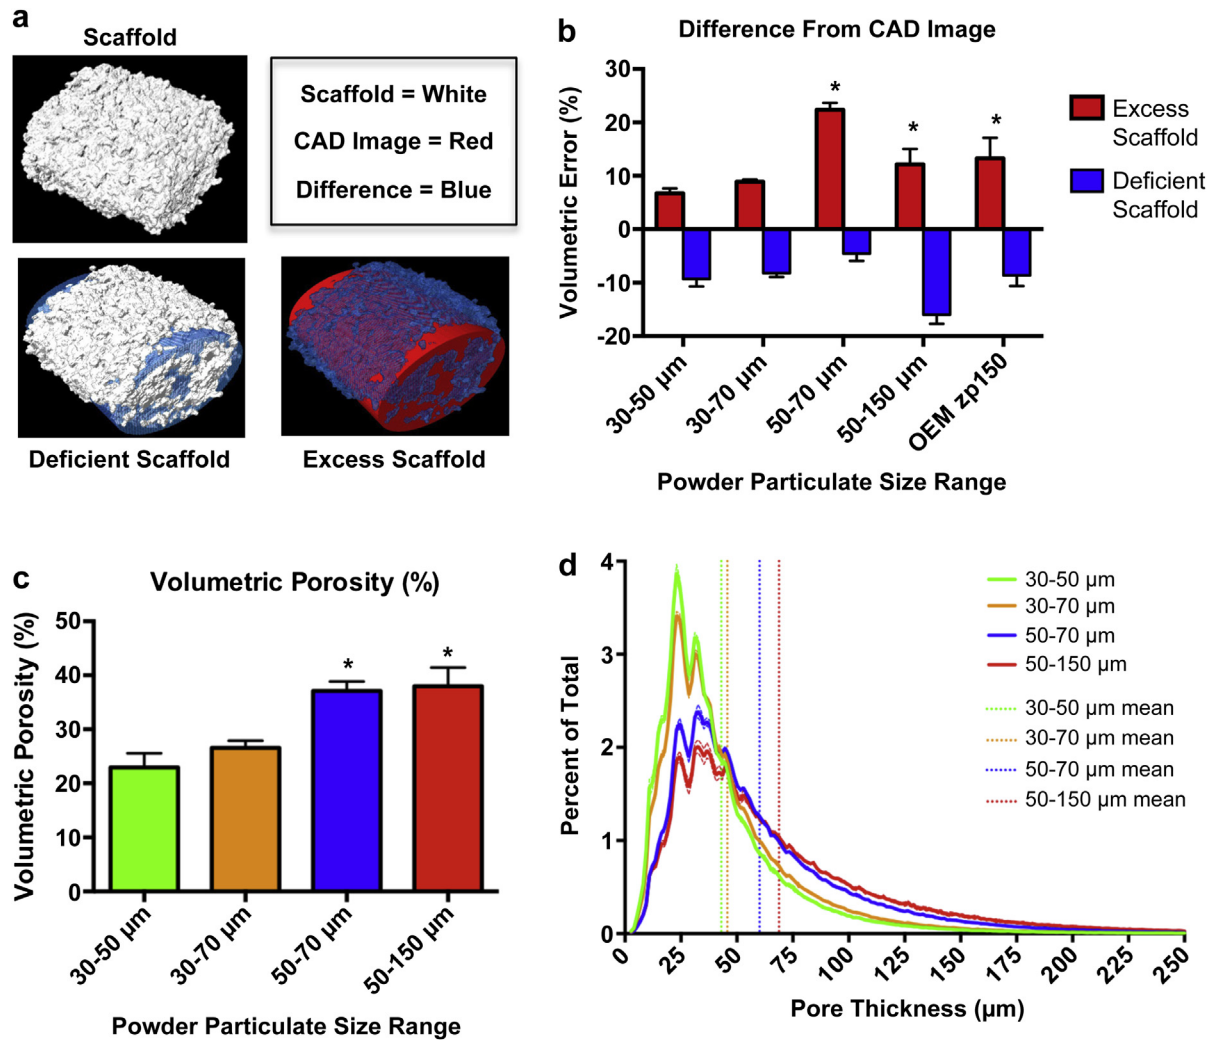 a
Scaffold
Scaffold = White
CAD Image = Red
Difference = Blue
Deficient Scaffold
Excess Scaffold
b
Difference From CAD Image
Volumetric Error (%)
30
20
10
0
-10
-20
*
*
*
Excess
Scaffold
Deficient
Scaffold
30-50 µm
30-70 µm
50-70 µm
50-150 µm
OEM zp150
Powder Particulate Size Range
c
Volumetric Porosity (%)
Volumetric Porosity (%)
50
40
30
20
10
0
*
*
30-50 µm
30-70 µm
50-70 µm
50-150 µm
Powder Particulate Size Range
d
Percent of Total
4
3
2
1
0
30-50 µm
30-70 µm
50-70 µm
50-150 µm
30-50 µm mean
30-70 µm mean
50-70 µm mean
50-150 µm mean
0
25
50
75
100
125
150
175
200
225
250
Pore Thickness (µm)